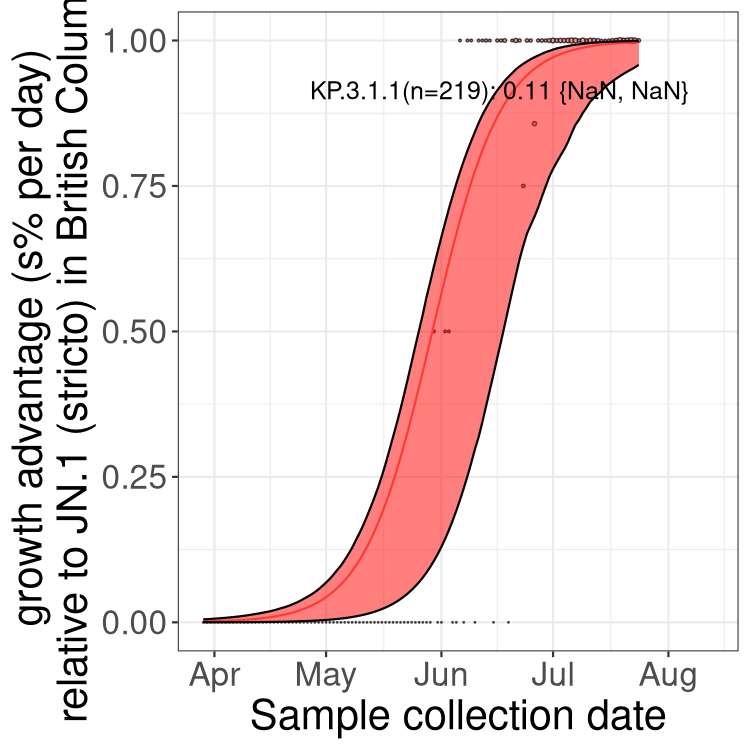 growth advantage (s% per day)
relative to JN.1 (stricto) in British Colum
1.00
0.75
0.50
0.25
0.00
KP.3.1.1(n=219): 0.11 {NaN, NaN}
Apr May Jun Jul Aug
Sample collection date